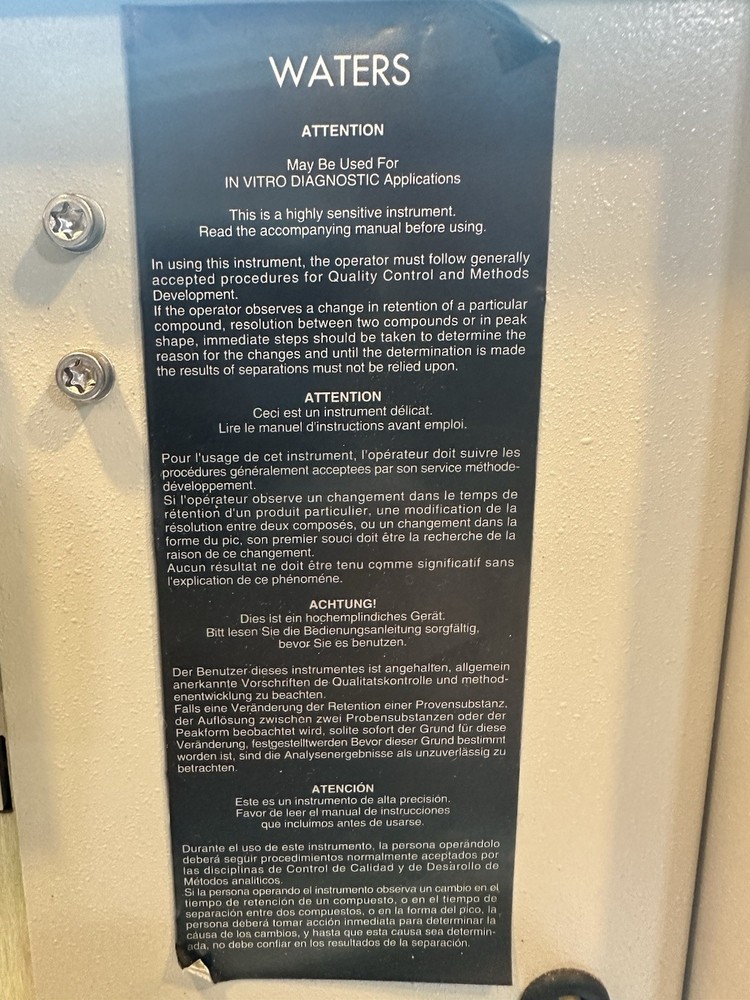 WATERS
ATTENTION
May Be Used For
IN VITRO DIAGNOSTIC Applications
This is a highly sensitive instrument.
Read the accompanying manual before using.
In using this instrument, the operator must follow generally
accepted procedures for Quality Control and Methods
Development.
If the operator observes a change in retention of a particular
compound, resolution between two compounds or in peak
shape, immediate steps should be taken to determine the
reason for the changes and until the determination is made
the results of separations must not be relied upon.
ATTENTION
Ceci est un instrument délicat.
Lire le manuel d'instructions avant emploi.
Pour l'usage de cet instrument, l'opérateur doit suivre les
procédures généralement acceptees par son service méthode-
développement.
Si l'opérateur observe un changement dans le temps de
rétention d'un produit particulier, une modification de la
résolution entre deux composés, ou un changement dans la
forme du pic, son premier souci doit être la recherche de la
raison de ce changement.
Aucun résultat ne doit être tenu comme significatif sans
l'explication de ce phénoméne.
ACHTUNG!
Dies ist ein hochemplindiches Gerät.
Bitt lesen Sie die Bedienungsanleitung sorgfältig,
bevor Sie es benutzen.
Der Benutzer dieses instrumentes ist angehalten, allgemein
anerkannte Vorschriften de Qualitatskontrolle und method-
enentwicklung zu beachten.
Falls eine Veränderung der Retention einer Provensubstanz,
der Auflösung zwischen zwei Probensubstanzen oder der
Peakform beobachtet wird, solite sofort der Grund für diese
Veränderung, festgestelltwerden Bevor dieser Grund bestimmt
worden ist, sind die Analysenergebnisse als unzuverlässig zu
betrachten.
ATENCIÓN
Este es un instrumento de alta precisión.
Favor de leer el manual de instrucciones
que incluimos antes de usarse.
Durante el uso de este instrumento, la persona operándolo
deberá seguir procedimientos normalmente aceptados por
las disciplinas de Control de Calidad y de Desarollo de
Métodos analíticos.
Si la persona operando el instrumento observa un cambio en el
tiempo de retención de un compuesto, o en el tiempo de
separación entre dos compuestos, o en la forma del pico, la
persona deberá tomar acción inmediata para determinar la
causa de los cambios, y hasta que esta causa sea determin-
ada, no debe confiar en los resultados de la separación.